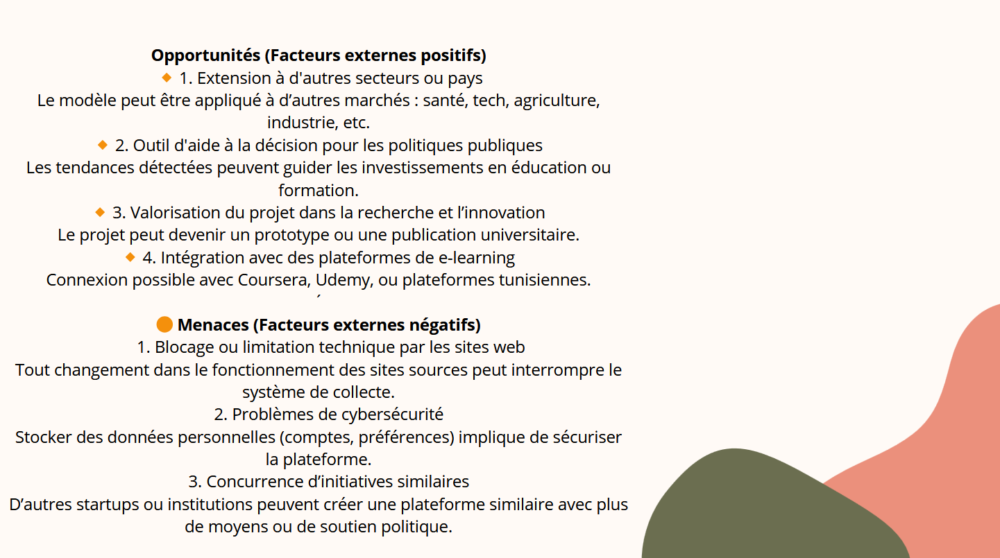 Opportunités (Facteurs externes positifs)
🔸 1. Extension à d'autres secteurs ou pays
Le modèle peut être appliqué à d’autres marchés : santé, tech, agriculture,
industrie, etc.
🔸 2. Outil d'aide à la décision pour les politiques publiques
Les tendances détectées peuvent guider les investissements en éducation ou
formation.
🔸 3. Valorisation du projet dans la recherche et l’innovation
Le projet peut devenir un prototype ou une publication universitaire.
🔸 4. Intégration avec des plateformes de e-learning
Connexion possible avec Coursera, Udemy, ou plateformes tunisiennes.
´
🟠 Menaces (Facteurs externes négatifs)
1. Blocage ou limitation technique par les sites web
Tout changement dans le fonctionnement des sites sources peut interrompre le
système de collecte.
2. Problèmes de cybersécurité
Stocker des données personnelles (comptes, préférences) implique de sécuriser
la plateforme.
3. Concurrence d’initiatives similaires
D’autres startups ou institutions peuvent créer une plateforme similaire avec plus
de moyens ou de soutien politique.